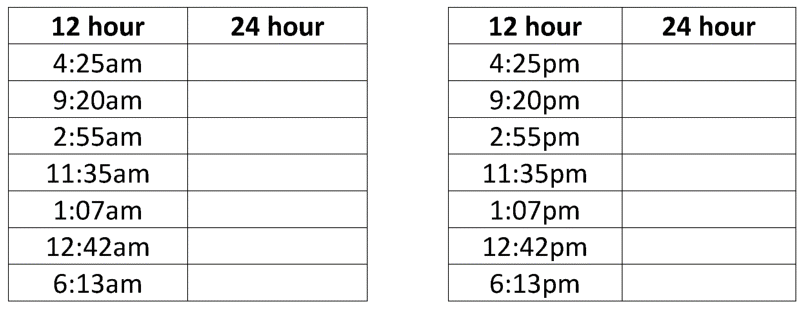 12 hour 24 hour
4:25am
9:20am
2:55am
11:35am
1:07am
12:42am
6:13am
12 hour 24 hour
4:25pm
9:20pm
2:55pm
11:35pm
1:07pm
12:42pm
6:13pm